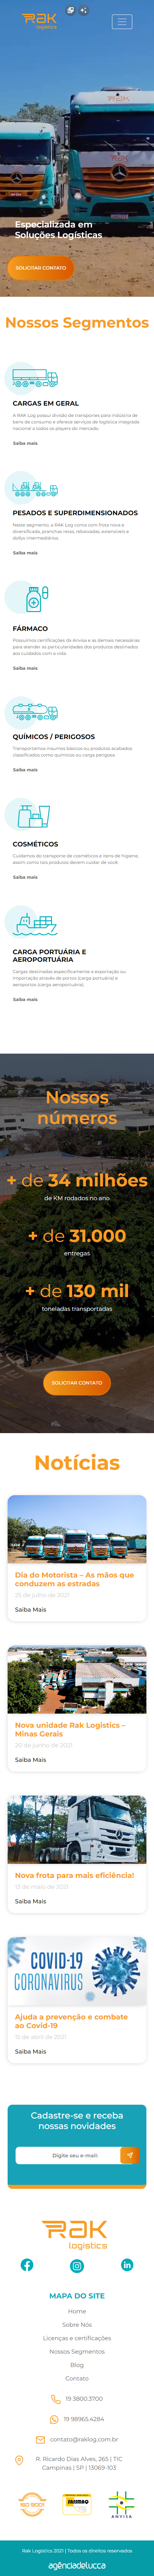 RAK
logística
Especializada em
Soluções Logísticas
SOLICITAR CONTATO
Nossos Segmentos
CARGAS EM GERAL
A RAK Log possui divisão de transportes para indústria de
bens de consumo e oferece serviços de logística integrada
nacional a todos os players do mercado.
Saiba mais
PESADOS E SUPERDIMENSIONADOS
Neste segmento, a RAK Log conta com frota nova e
diversificada, pranchas retas, rebaixadas, extensíveis e
dollys intermediários.
Saiba mais
FÁRMACO
Possuímos certificações da Anvisa e as demais necessárias
para atender as particularidades dos produtos destinados
aos cuidados com a vida.
Saiba mais
QUÍMICOS / PERIGOSOS
Transportamos insumos básicos ou produtos acabados
classificados como químicos ou carga perigosa.
Saiba mais
COSMÉTICOS
Cuidamos do transporte de cosméticos e itens de higiene,
assim como tais produtos devem cuidar de você.
Saiba mais
CARGA PORTUÁRIA E
AEROPORTUÁRIA
Cargas destinadas especificamente a exportação ou
importação através de portos (carga portuária) e
aeroportos (carga aeroportuária).
Saiba mais
Nossos
números
+ de 34 milhões
de KM rodados no ano
+ de 31.000
entregas
+ de 130 mil
toneladas transportadas
SOLICITAR CONTATO
Notícias
Dia do Motorista – As mãos que
conduzem as estradas
25 de julho de 2021
Saiba Mais
Nova unidade Rak Logistics –
Minas Gerais
20 de junho de 2021
Saiba Mais
Nova frota para mais eficiência!
13 de maio de 2021
Saiba Mais
COVID-19
CORONAVÍRUS
Ajuda a prevenção e combate
ao Covid-19
15 de abril de 2021
Saiba Mais
Cadastre-se e receba
nossas novidades
Digite seu e-mail:
RAK
logística
MAPA DO SITE
Home
Sobre Nós
Licenças e certificações
Nossos Segmentos
Blog
Contato
19 3800.3700
19 98965.4284
contato@raklog.com.br
R. Ricardo Dias Alves, 265 | TIC
Campinas | SP | 13069-103
ISO 9001
ANVISA
Rak Logistics 2021 | Todos os direitos reservados
agênciadelucca